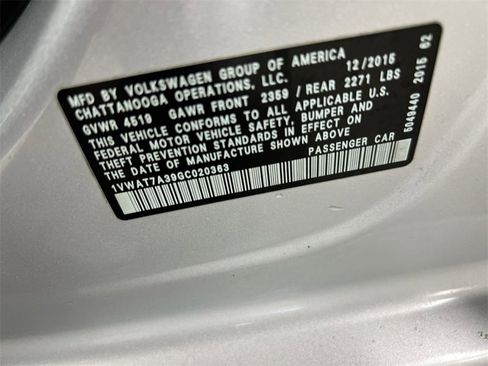 MFD BY VOLKSWAGEN GROUP OF AMERICA 12/2015
CHATTANOOGA OPERATIONS, LLC.
GVWR 4519 GAWR FRONT 2359 / REAR 2271 LBS
THIS VEHICLE CONFORMS TO ALL APPLICABLE U.S.
FEDERAL MOTOR VEHICLE SAFETY, BUMPER AND
THEFT PREVENTION STANDARDS IN EFFECT ON
THE DATE OF MANUFACTURE SHOWN ABOVE
1VWAT7A39GC020363 PASSENGER CAR
5049440 2015 62